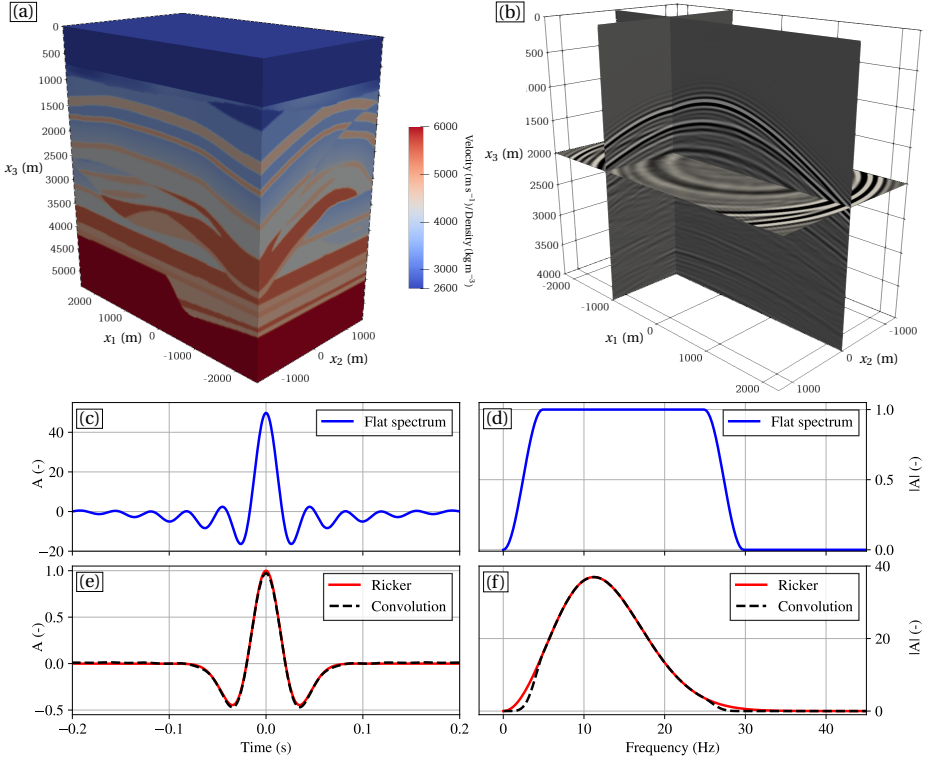 (a)
0
500
1000
1500
2000
2500
3000
3500
4000
4500
5000
x₃ (m)
2000
1000
0
-1000
-2000
x₁ (m)
-1000
0
1000
x₂ (m)
6000
5000
4000
3000
2600
Velocity (m s⁻¹)/Density (kg m⁻³)
(b)
0
500
.000
1500
2000
2500
3000
3500
4000
x₃ (m)
-2000
-1000
0
1000
2000
x₁ (m)
-1000
0
1000
x₂ (m)
(c)
Flat spectrum
A (-)
40
20
0
−20
(d)
Flat spectrum
1.0
0.5
0.0
|A| (-)
(e)
Ricker
Convolution
A (-)
1.0
0.5
0.0
−0.5
−0.2
−0.1
0.0
0.1
0.2
Time (s)
(f)
Ricker
Convolution
40
20
0
|A| (-)
0
10
20
30
40
Frequency (Hz)